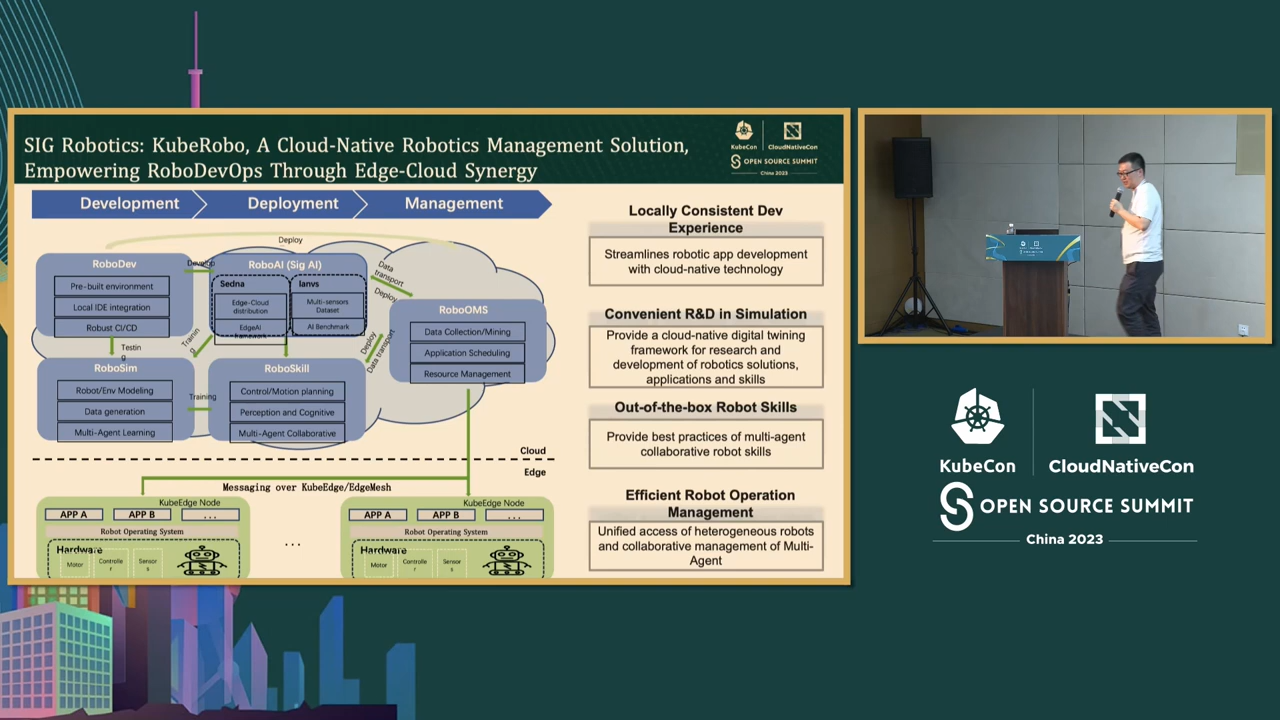 SIG Robotics: KubeRobo, A Cloud-Native Robotics Management Solution,
Empowering RoboDevOps Through Edge-Cloud Synergy
KubeCon
CloudNativeCon
OPEN SOURCE SUMMIT
China 2023
Development
Deployment
Management
Deploy
RoboDev
Pre-built environment
Local IDE integration
Robust CI/CD
Develop
RoboAI (Sig AI)
Sedna
Edge-Cloud
distribution
EdgeAI
framework
Ianvs
Multi-sensors
Dataset
AI Benchmark
Data
transport
Deploy
RoboOMS
Data Collection/Mining
Application Scheduling
Resource Management
Testin
g
Trainin
g
Deploy
Data transport
RoboSim
Robot/Env Modeling
Data generation
Multi-Agent Learning
Training
RoboSkill
Control/Motion planning
Perception and Cognitive
Multi-Agent Collaborative
Cloud
Edge
Messaging over KubeEdge/EdgeMesh
KubeEdge Node
APP A
APP B
...
Robot Operating System
Hardware
Motor
Controlle
r
Sensor
s
...
KubeEdge Node
APP A
APP B
...
Robot Operating System
Hardware
Motor
Controlle
r
Sensor
s
Locally Consistent Dev
Experience
Streamlines robotic app development
with cloud-native technology
Convenient R&D in Simulation
Provide a cloud-native digital twining
framework for research and
development of robotics solutions,
applications and skills
Out-of-the-box Robot Skills
Provide best practices of multi-agent
collaborative robot skills
Efficient Robot Operation
Management
Unified access of heterogeneous robots
and collaborative management of Multi-
Agent
KubeCon
CloudNativeCon
OPEN SOURCE SUMMIT
China 2023